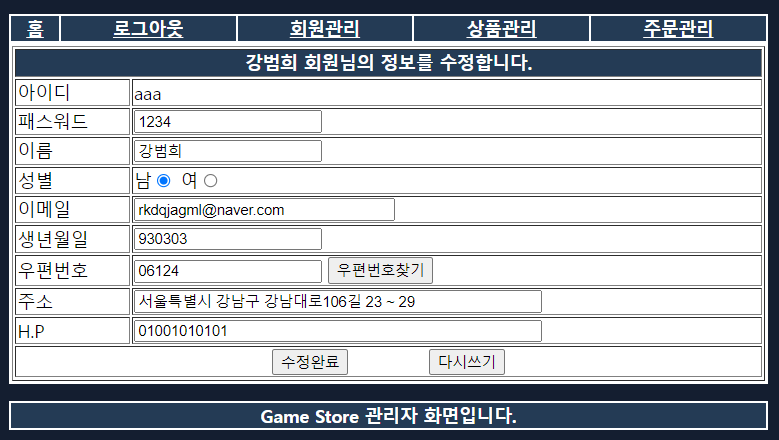 홈 로그아웃 회원관리 상품관리 주문관리
강범희 회원님의 정보를 수정합니다.
아이디 aaa
패스워드 1234
이름 강범희
성별 남 여
이메일 rkdqjagml@naver.com
생년월일 930303
우편번호 06124 우편번호찾기
주소 서울특별시 강남구 강남대로106길 23 ~ 29
H.P 01001010101
수정완료 다시쓰기
Game Store 관리자 화면입니다.